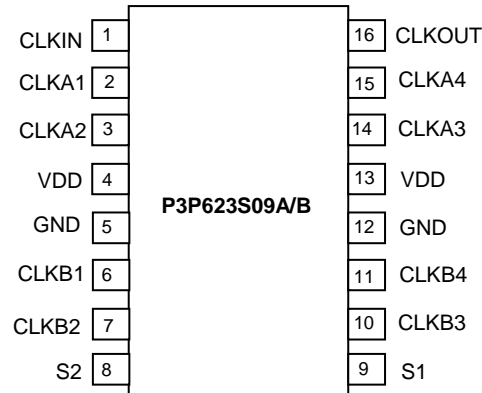 CLKIN 1 16 CLKOUT
CLKA1 2 15 CLKA4
CLKA2 3 14 CLKA3
VDD 4 13 VDD
P3P623S09A/B
GND 5 12 GND
CLKB1 6 11 CLKB4
CLKB2 7 10 CLKB3
S2 8 9 S1